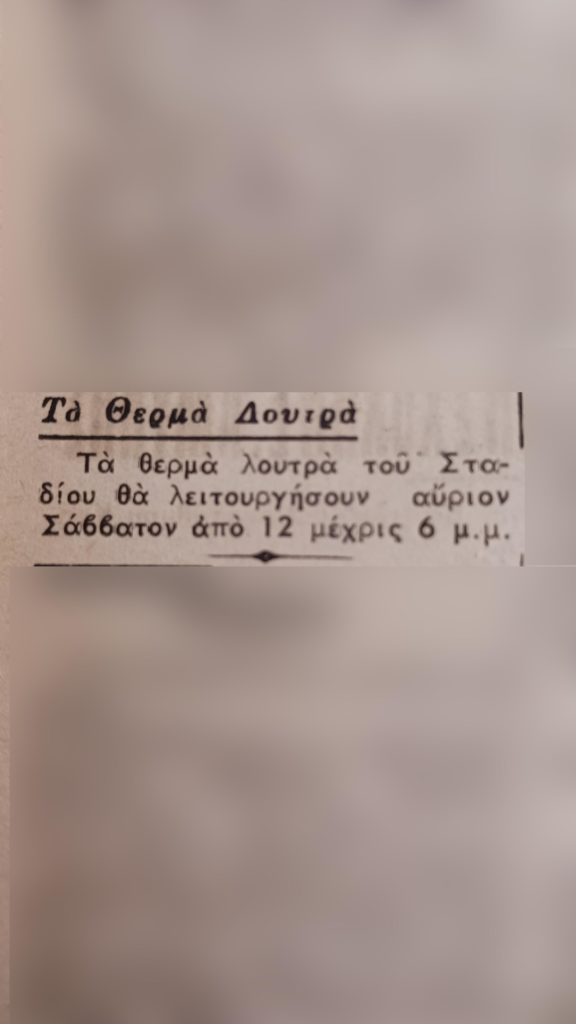 Τὰ Θερμὰ Λουτρὰ
Τὰ θερμὰ λουτρὰ τοῦ Στα-
δίου θὰ λειτουργήσουν αὔριον
Σάββατον ἀπὸ 12 μέχρις 6 μ.μ.